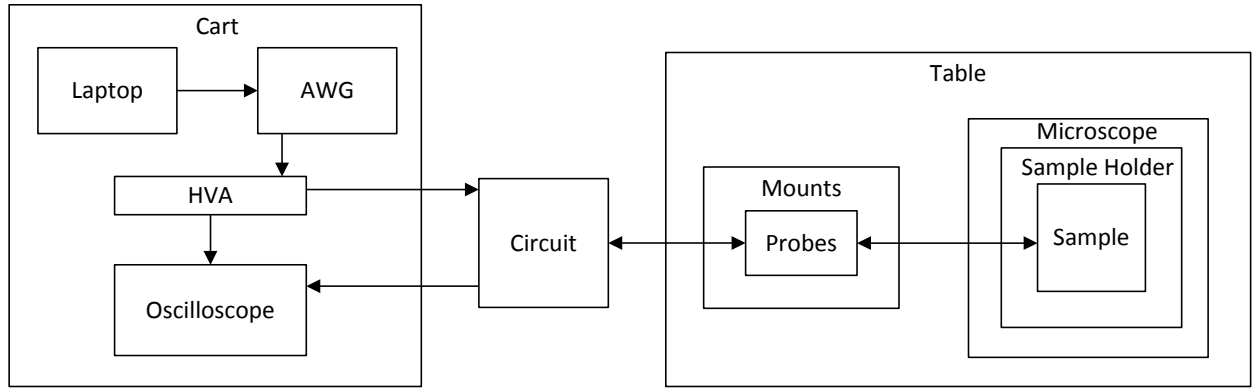 Cart
Laptop
AWG
HVA
Oscilloscope
Circuit
Table
Mounts
Probes
Microscope
Sample Holder
Sample